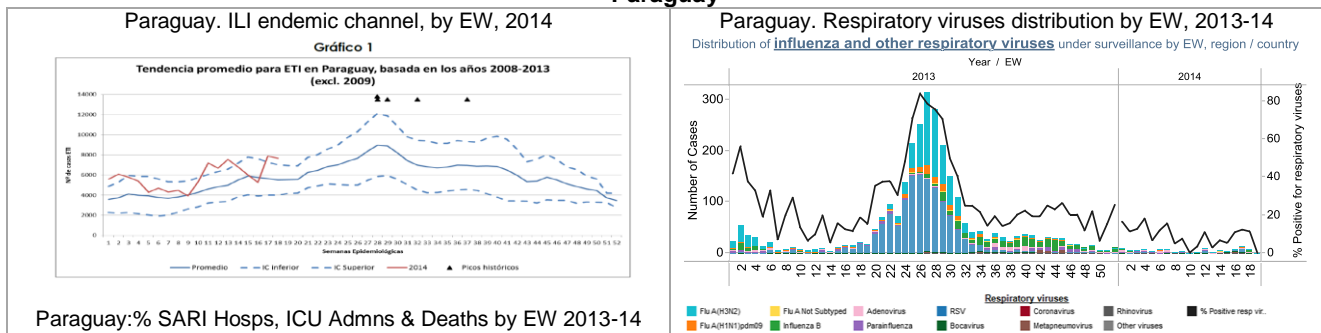 Paraguay
Paraguay. ILI endemic channel, by EW, 2014
Gráfico 1
Tendencia promedio para ETI en Paraguay, basada en los años 2008-2013
(excl. 2009)
14000
12000
10000
8000
6000
4000
2000
0
Nº de casos ETI
1 2 3 4 5 6 7 8 9 10 11 12 13 14 15 16 17 18 19 20 21 22 23 24 25 26 27 28 29 30 31 32 33 34 35 36 37 38 39 40 41 42 43 44 45 46 47 48 49 50 51 52
Semanas Epidemiológicas
Promedio IC Inferior IC Superior 2014 Picos históricos
Paraguay:% SARI Hosps, ICU Admns & Deaths by EW 2013-14
Paraguay. Respiratory viruses distribution by EW, 2013-14
Distribution of influenza and other respiratory viruses under surveillance by EW, region / country
Year / EW
2013 2014
Number of Cases
300
200
100
0
% Positive for respiratory viruses
80
60
40
20
0
2 4 6 8 10 12 14 16 18 20 22 24 26 28 30 32 34 36 38 40 42 44 46 48 50 2 4 6 8 10 12 14 16 18
Respiratory viruses
Flu A(H3N2) Flu A Not Subtyped Adenovirus RSV Coronavirus Rhinovirus % Positive resp vir..
Flu A(H1N1)pdm09 Influenza B Parainfluenza Bocavirus Metapneumovirus Other viruses